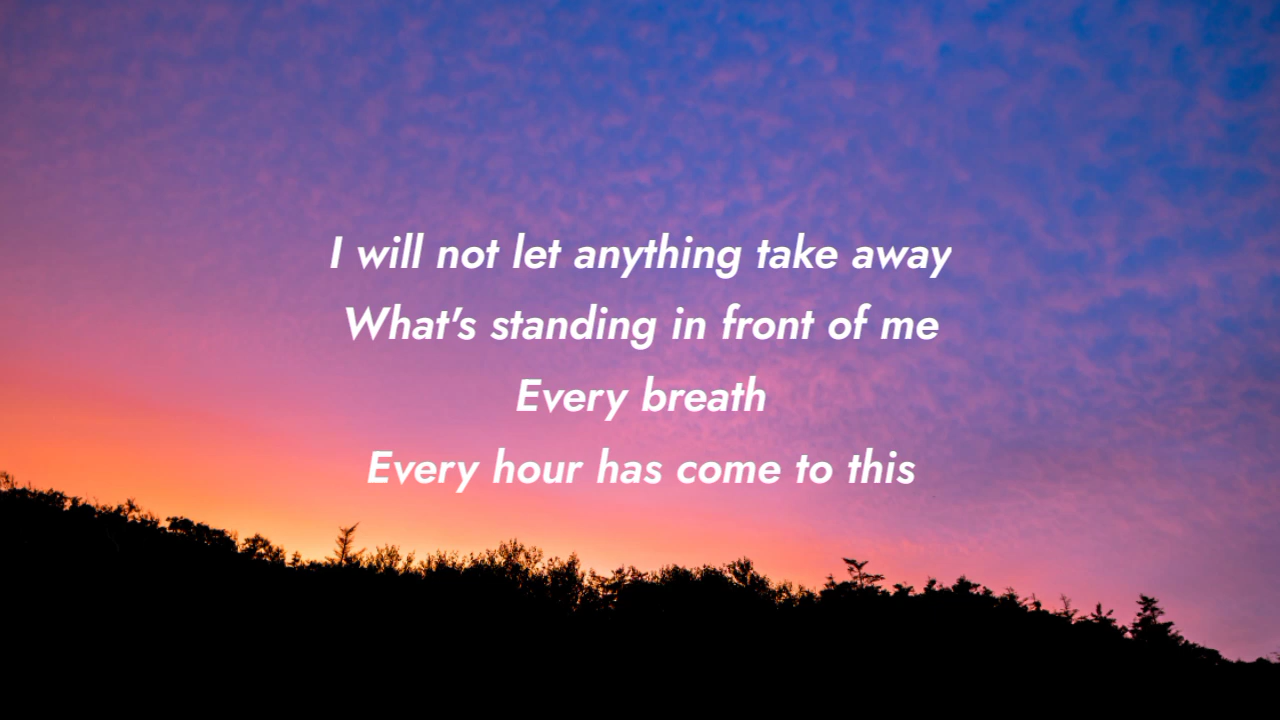 I will not let anything take away
What's standing in front of me
Every breath
Every hour has come to this